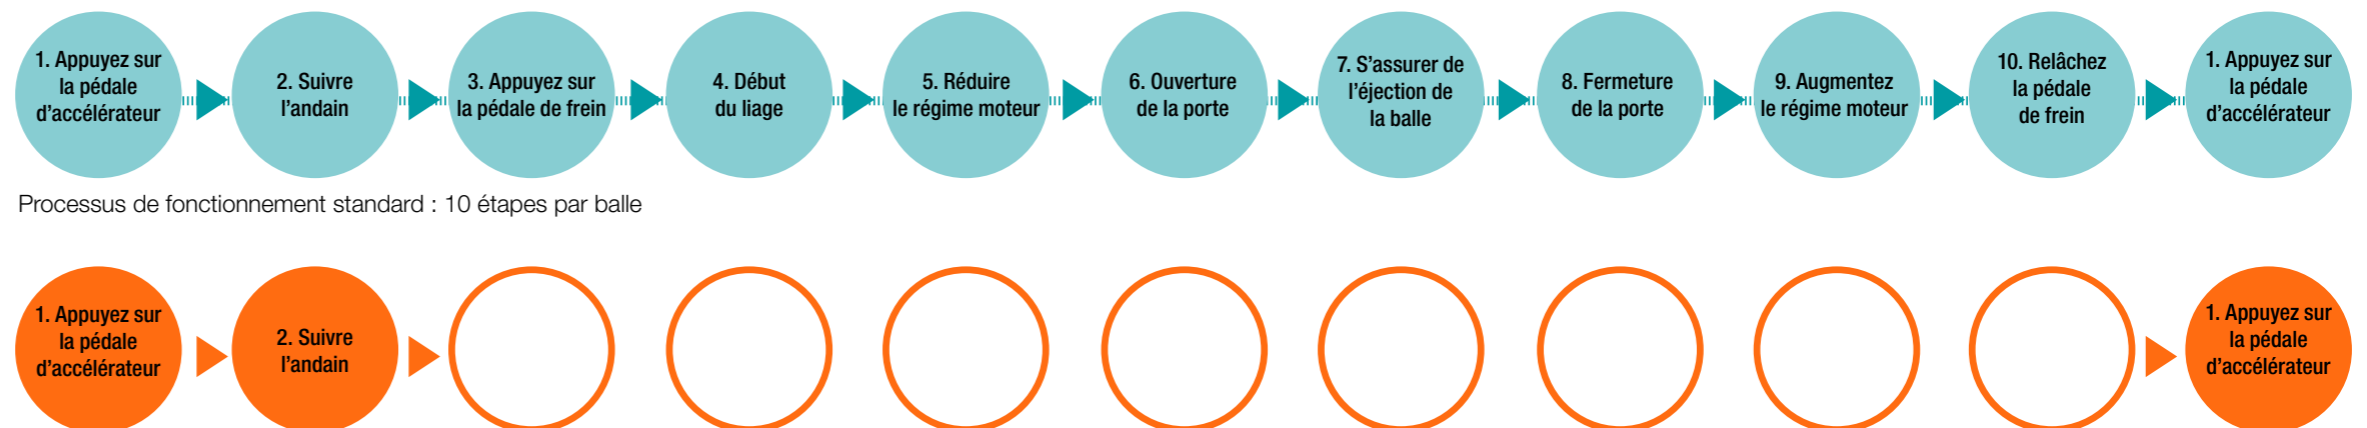 1. Appuyez sur
la pédale
d'accélérateur
2. Suivre
l'andain
3. Appuyez sur
la pédale de frein
4. Début
du liage
5. Réduire
le régime moteur
6. Ouverture
de la porte
7. S'assurer de
l'éjection de
la balle
8. Fermeture
de la porte
9. Augmentez
le régime moteur
10. Relâchez
la pédale
de frein
1. Appuyez sur
la pédale
d'accélérateur
Processus de fonctionnement standard : 10 étapes par balle
1. Appuyez sur
la pédale
d'accélérateur
2. Suivre
l'andain
1. Appuyez sur
la pédale
d'accélérateur